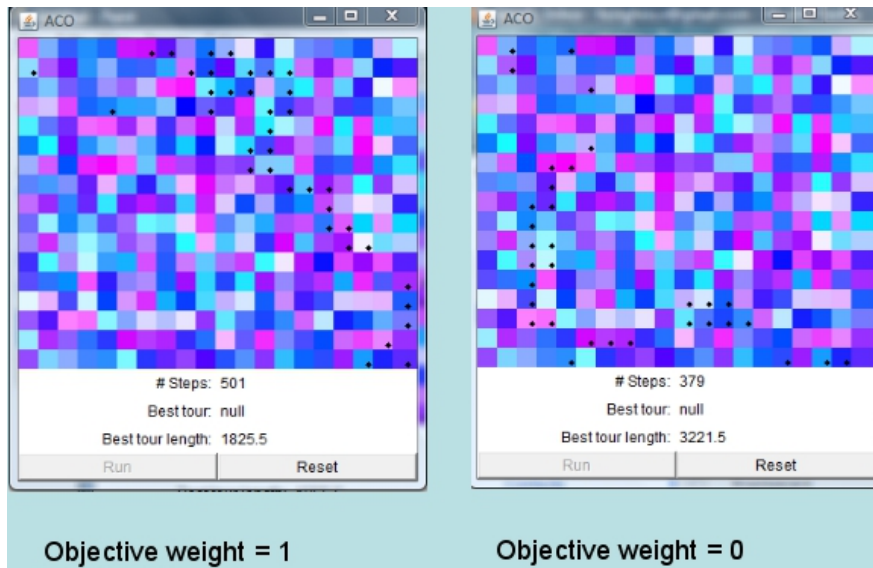 ACO
# Steps: 501
Best tour: null
Best tour length: 1825.5
Run Reset
Objective weight = 1
ACO
# Steps: 379
Best tour: null
Best tour length: 3221.5
Run Reset
Objective weight = 0